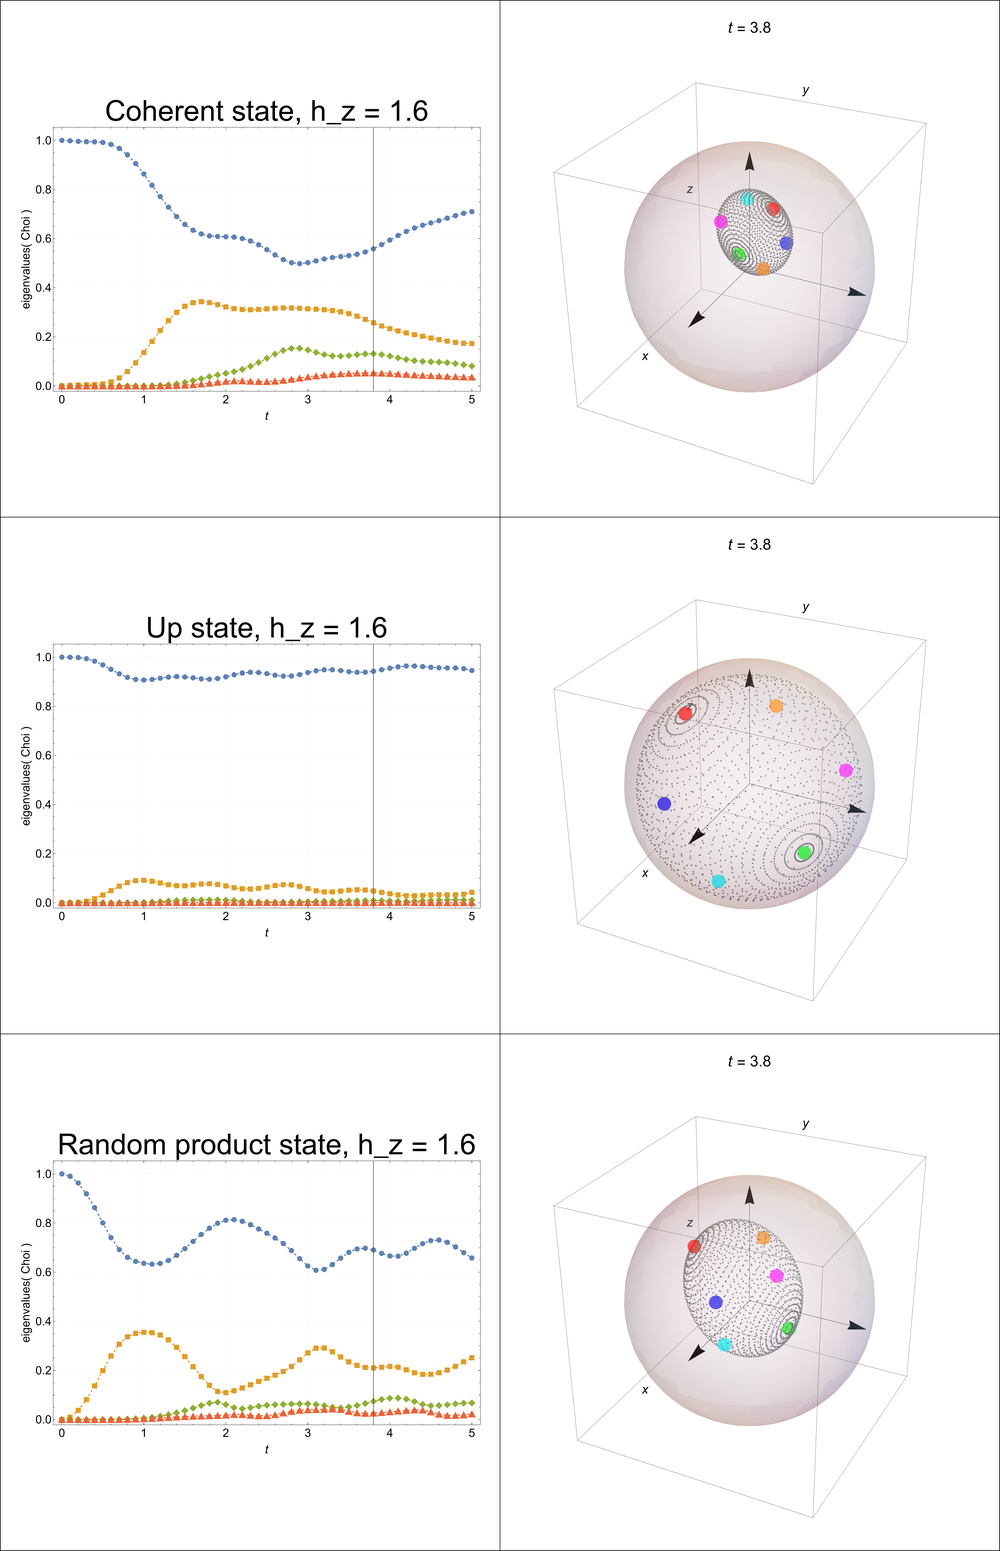 Coherent state, h_z = 1.6
eigenvalues( Choi )
1.0
0.8
0.6
0.4
0.2
0.0
0 1 2 3 4 5
t
t = 3.8
y
z
x
Up state, h_z = 1.6
eigenvalues( Choi )
1.0
0.8
0.6
0.4
0.2
0.0
0 1 2 3 4 5
t
t = 3.8
y
z
x
Random product state, h_z = 1.6
eigenvalues( Choi )
1.0
0.8
0.6
0.4
0.2
0.0
0 1 2 3 4 5
t
t = 3.8
y
z
x